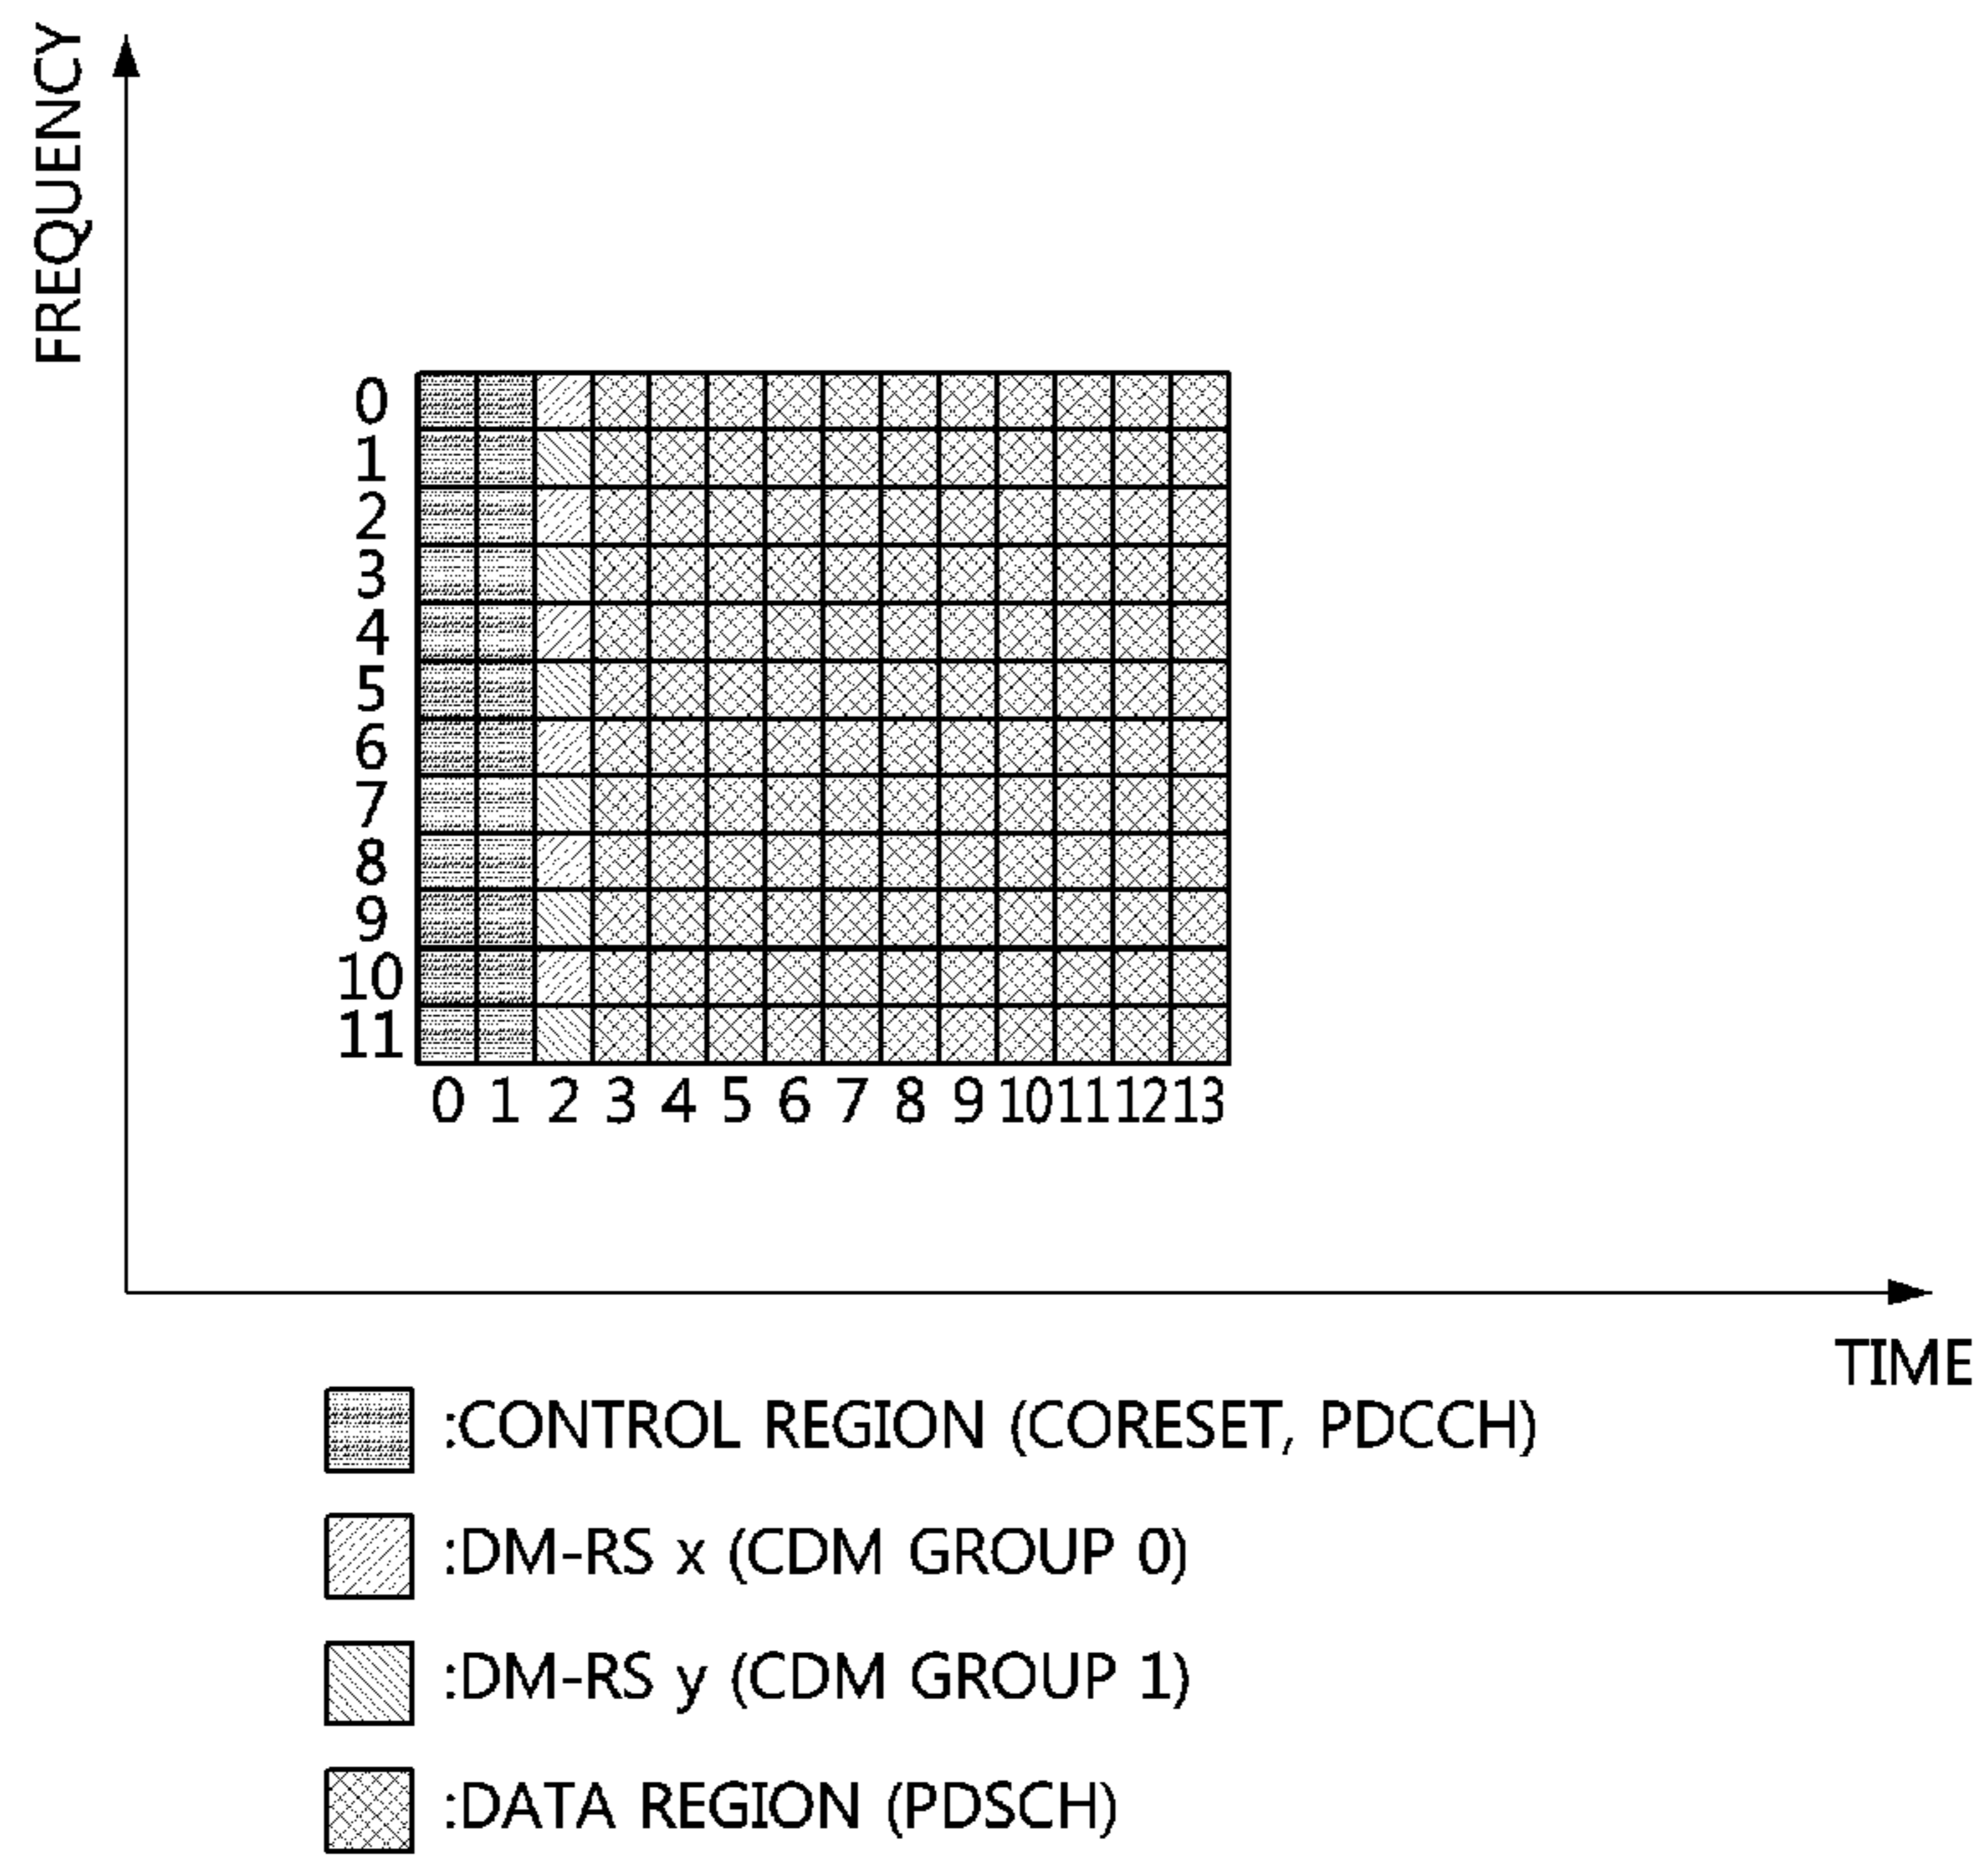 FREQUENCY
0
1
2
3
4
5
6
7
8
9
10
11
0 1 2 3 4 5 6 7 8 9 10 11 12 13
TIME
:CONTROL REGION (CORESET, PDCCH)
:DM-RS x (CDM GROUP 0)
:DM-RS y (CDM GROUP 1)
:DATA REGION (PDSCH)